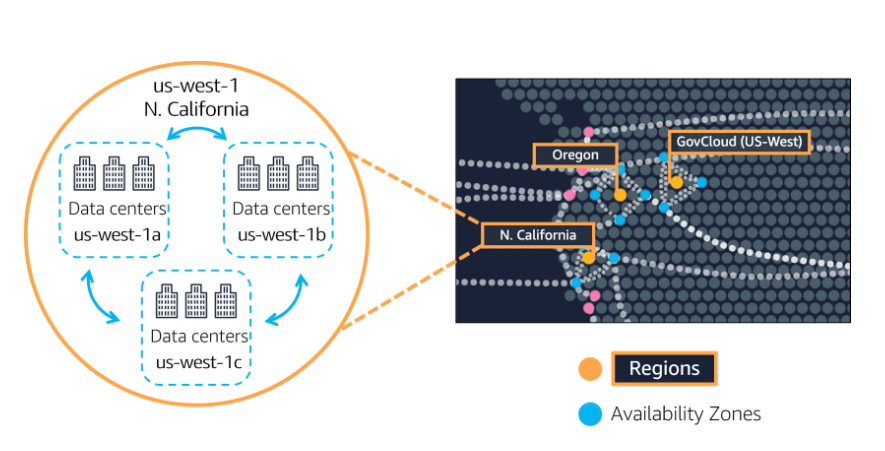 us-west-1
N. California
Data centers
us-west-1a
Data centers
us-west-1b
Data centers
us-west-1c
GovCloud (US-West)
Oregon
N. California
Regions
Availability Zones